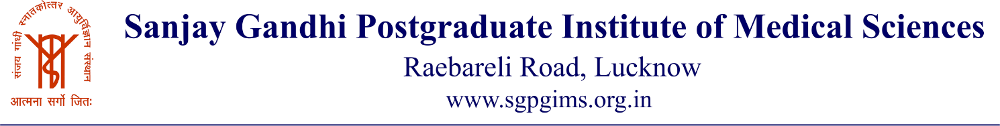 संजय गांधी स्नातकोत्तर आयुर्विज्ञान संस्थान
आत्मना सर्गो जितः
Sanjay Gandhi Postgraduate Institute of Medical Sciences
Raebareli Road, Lucknow
www.sgpgims.org.in